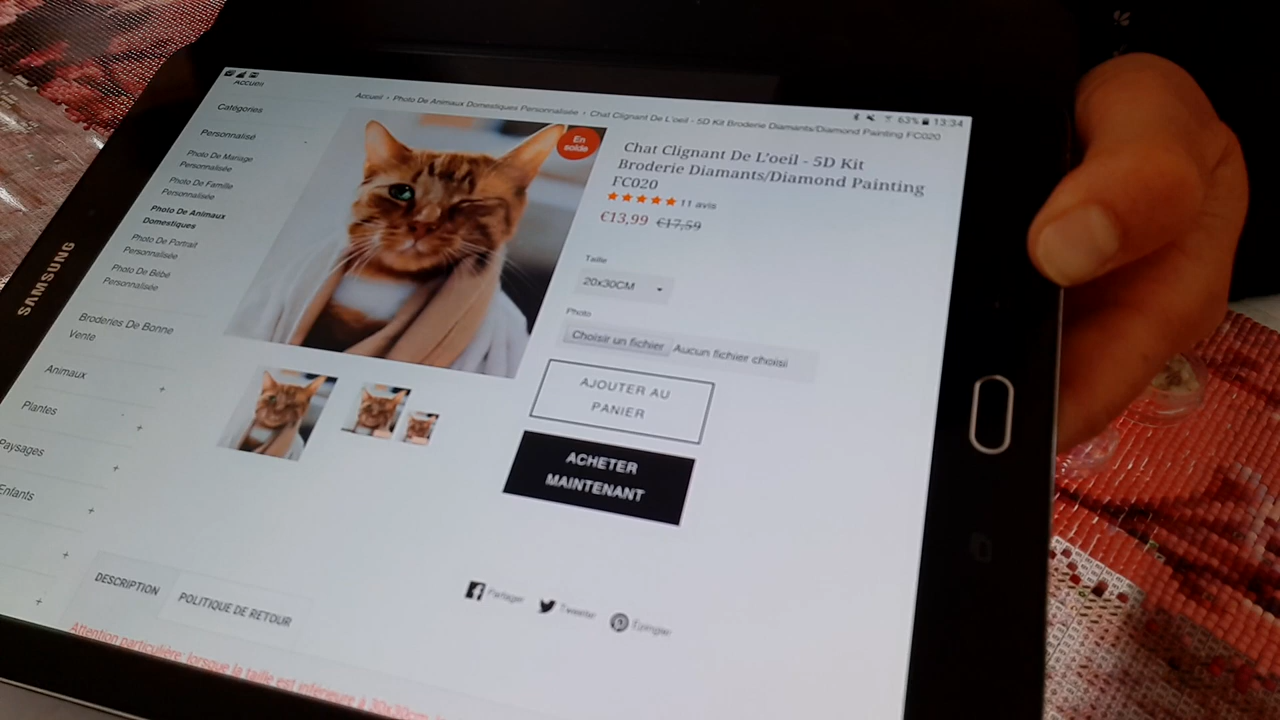 SAMSUNG
63% 13:34
ACCUEIL
Catégories
Personnalisé
Photo De Mariage
Personnalisée
Photo De Famille
Personnalisée
Photo De Animaux
Domestiques
Photo De Portrait
Personnalisée
Photo De Bébé
Personnalisée
Broderies De Bonne
Vente
Animaux +
Plantes +
Paysages +
Enfants +
+
+
Accueil • Photo De Animaux Domestiques Personnalisée • Chat Clignant De L'oeil - 5D Kit Broderie Diamants/Diamond Painting FC020
En
solde
Chat Clignant De L'oeil - 5D Kit
Broderie Diamants/Diamond Painting
FC020
11 avis
€13,99 €17,59
Taille
20x30CM
Photo
Choisir un fichier Aucun fichier choisi
AJOUTER AU
PANIER
ACHETER
MAINTENANT
Partager Tweeter Epingler
DESCRIPTION POLITIQUE DE RETOUR
Attention particulière: lorsque la taille est inférieure à 30x30cm,